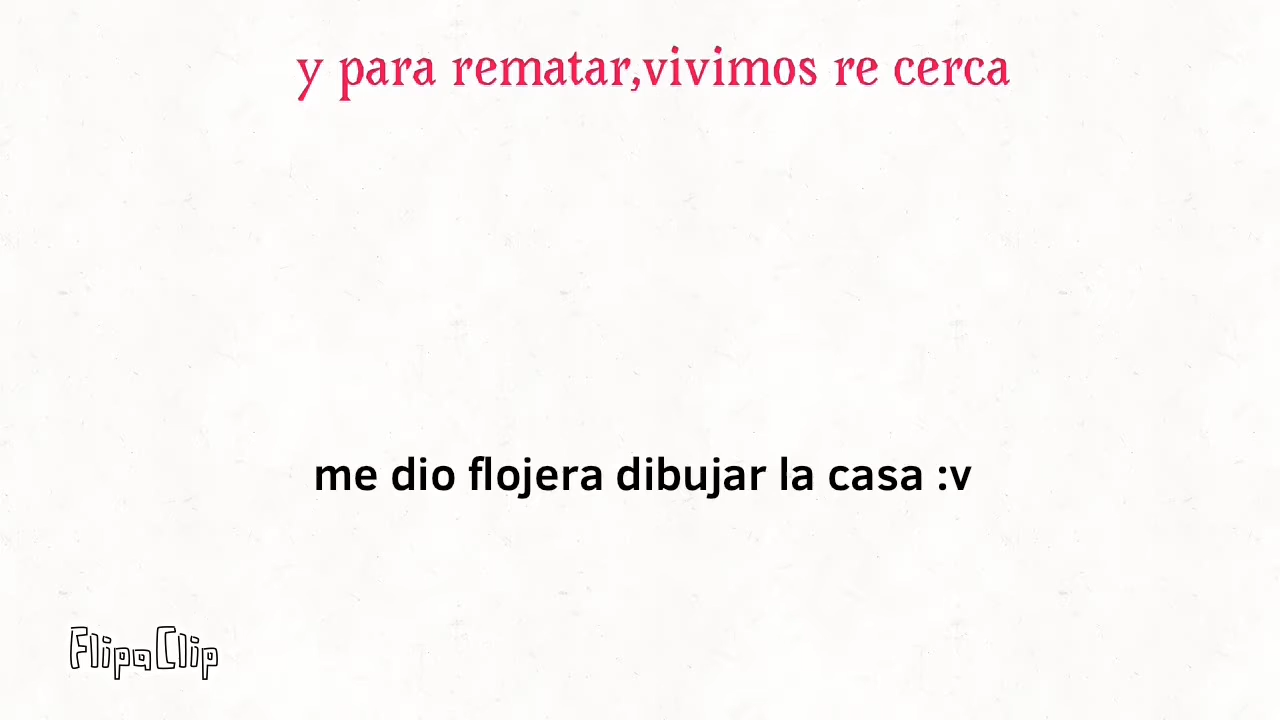 y para rematar,vivimos re cerca
me dio flojera dibujar la casa :v
FlipaClip